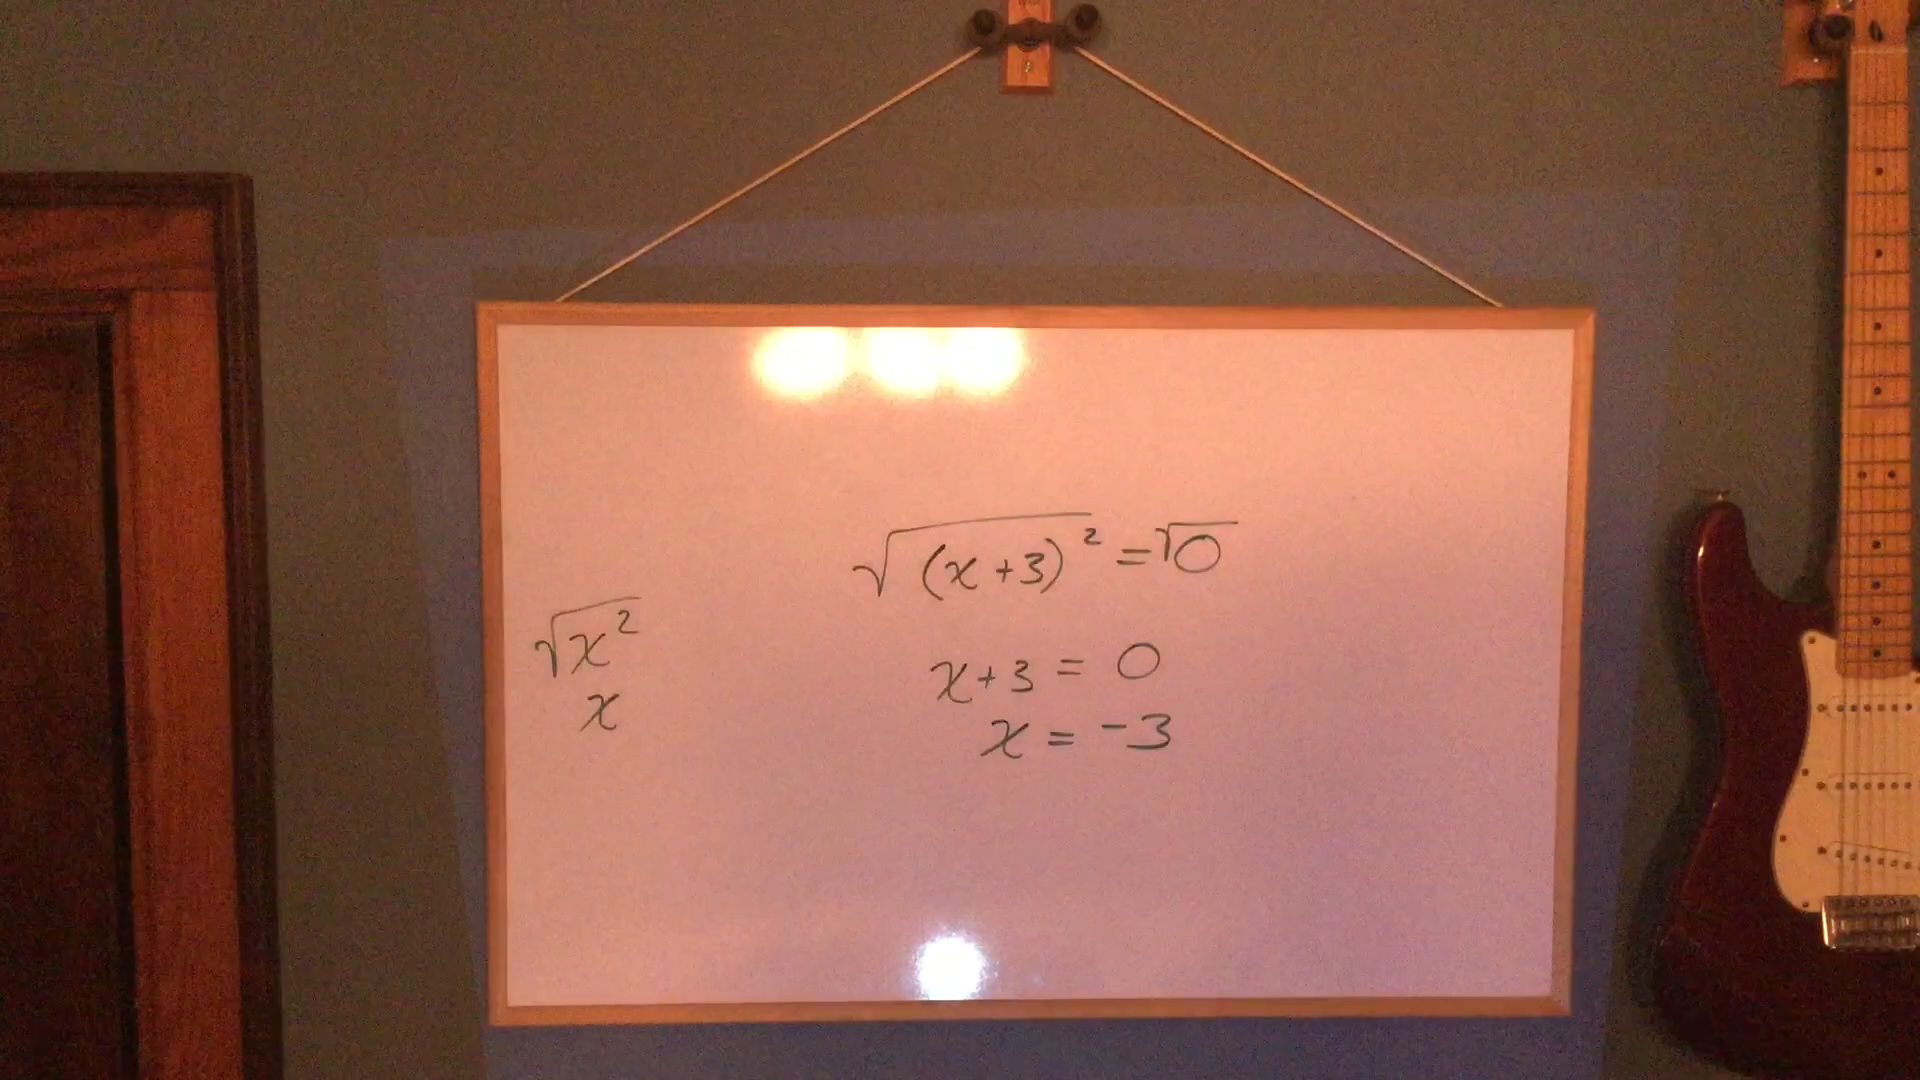 √(x+3)² = √0
√x²
x+3 = 0
x
x = -3